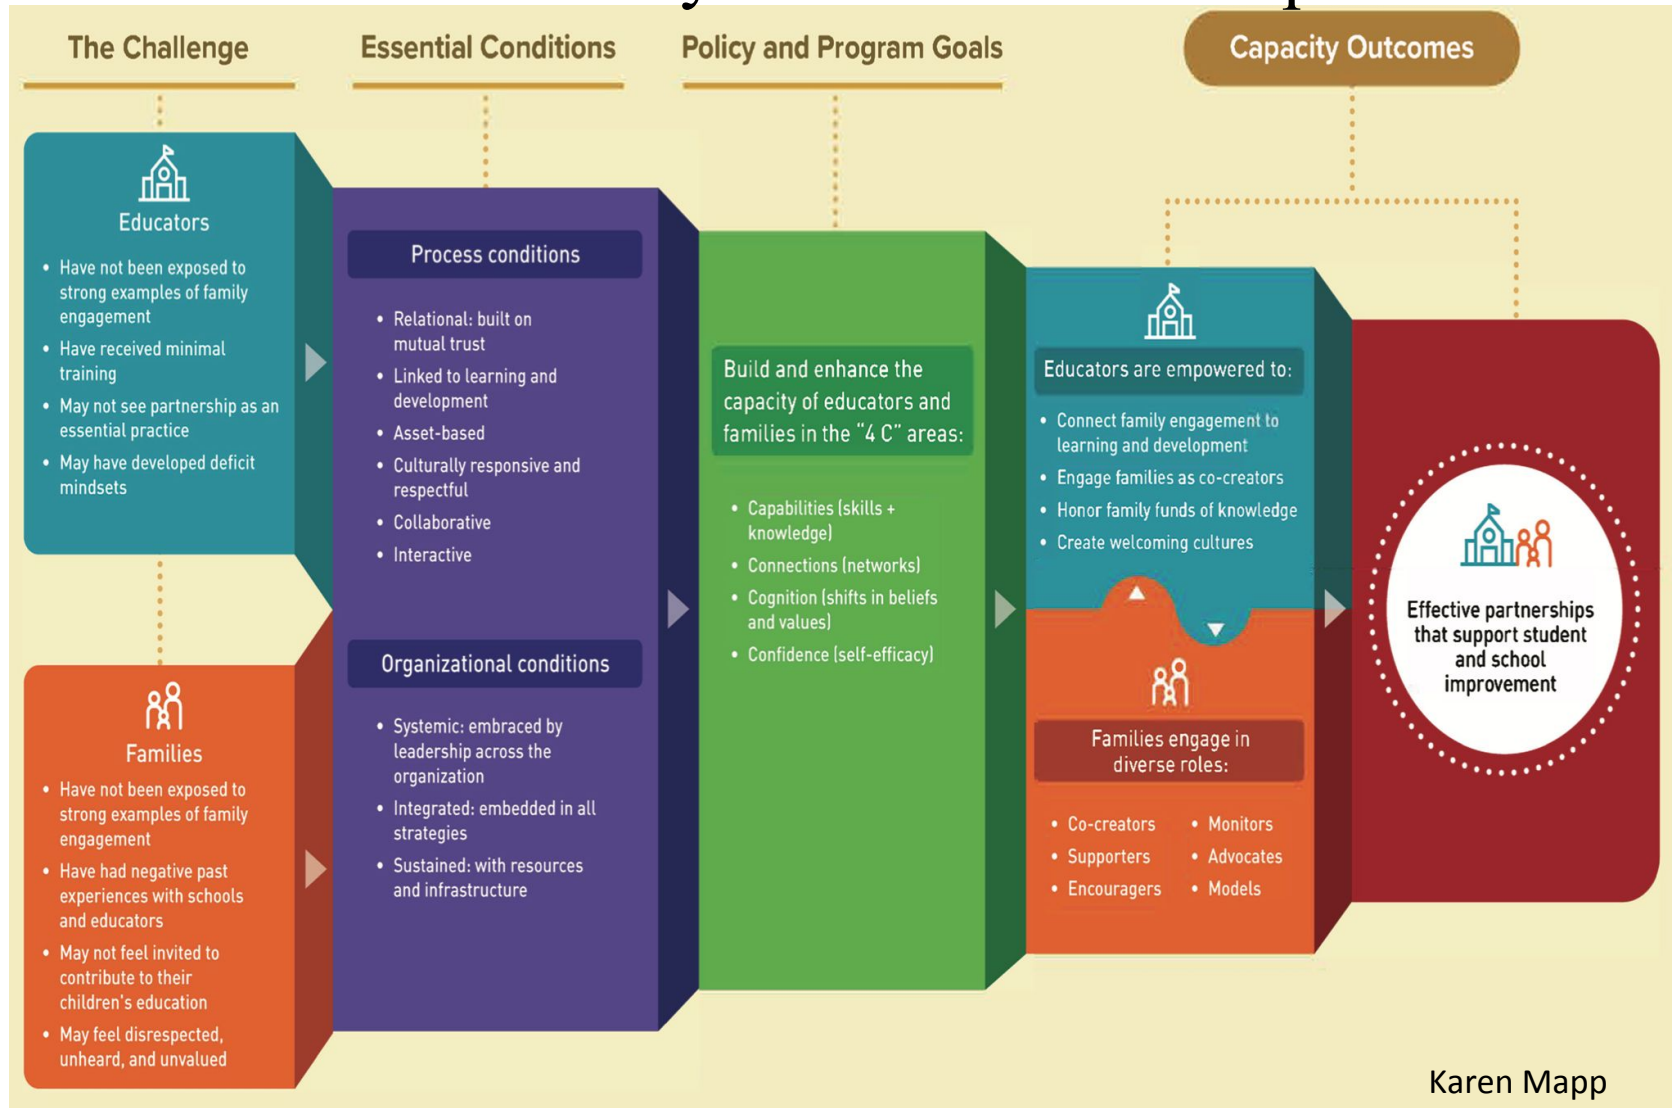 The Challenge
Educators
• Have not been exposed to
strong examples of family
engagement
• Have received minimal
training
• May not see partnership as an
essential practice
• May have developed deficit
mindsets
Families
• Have not been exposed to
strong examples of family
engagement
• Have had negative past
experiences with schools
and educators
• May not feel invited to
contribute to their
children's education
• May feel disrespected,
unheard, and unvalued
Essential Conditions
Process conditions
• Relational: built on
mutual trust
• Linked to learning and
development
• Asset-based
• Culturally responsive and
respectful
• Collaborative
• Interactive
Organizational conditions
• Systemic: embraced by
leadership across the
organization
• Integrated: embedded in all
strategies
• Sustained: with resources
and infrastructure
Policy and Program Goals
Build and enhance the
capacity of educators and
families in the “4 C” areas:
• Capabilities (skills +
knowledge)
• Connections (networks)
• Cognition (shifts in beliefs
and values)
• Confidence (self-efficacy)
Capacity Outcomes
Educators are empowered to:
• Connect family engagement to
learning and development
• Engage families as co-creators
• Honor family funds of knowledge
• Create welcoming cultures
Families engage in
diverse roles:
• Co-creators
• Supporters
• Encouragers
• Monitors
• Advocates
• Models
Effective partnerships
that support student
and school
improvement
Karen Mapp